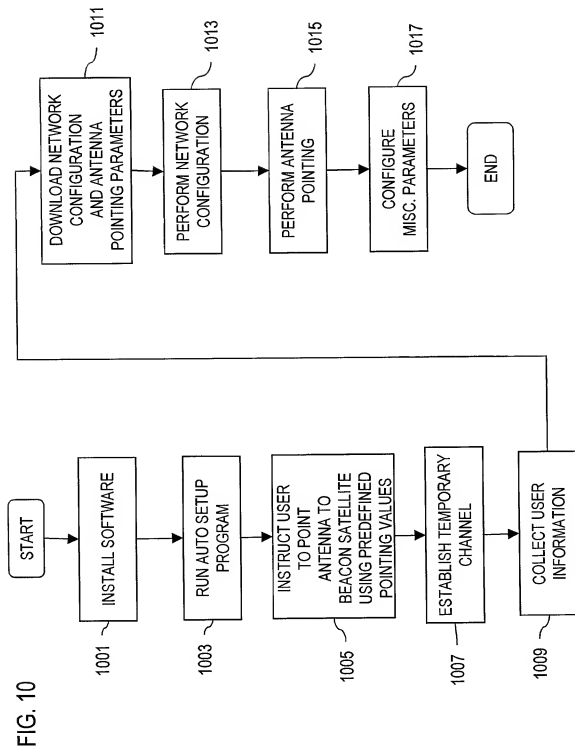 FIG. 10
START
INSTALL SOFTWARE
1001
RUN AUTO SETUP
PROGRAM
1003
INSTRUCT USER
TO POINT
ANTENNA TO
BEACON SATELLITE
USING PREDEFINED
POINTING VALUES
1005
ESTABLISH TEMPORARY
CHANNEL
1007
COLLECT USER
INFORMATION
1009
DOWNLOAD NETWORK
CONFIGURATION
AND ANTENNA
POINTING PARAMETERS
1011
PERFORM NETWORK
CONFIGURATION
1013
PERFORM ANTENNA
POINTING
1015
CONFIGURE
MISC. PARAMETERS
1017
END